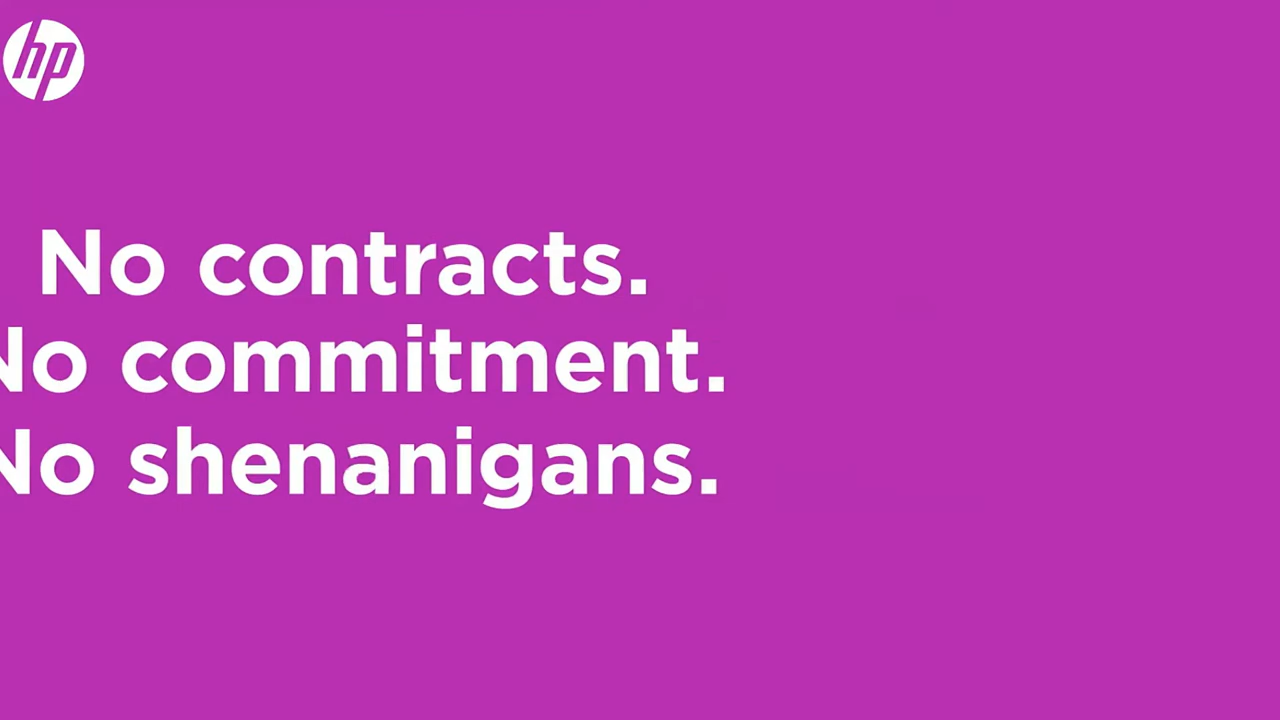 hp
No contracts.
No commitment.
No shenanigans.